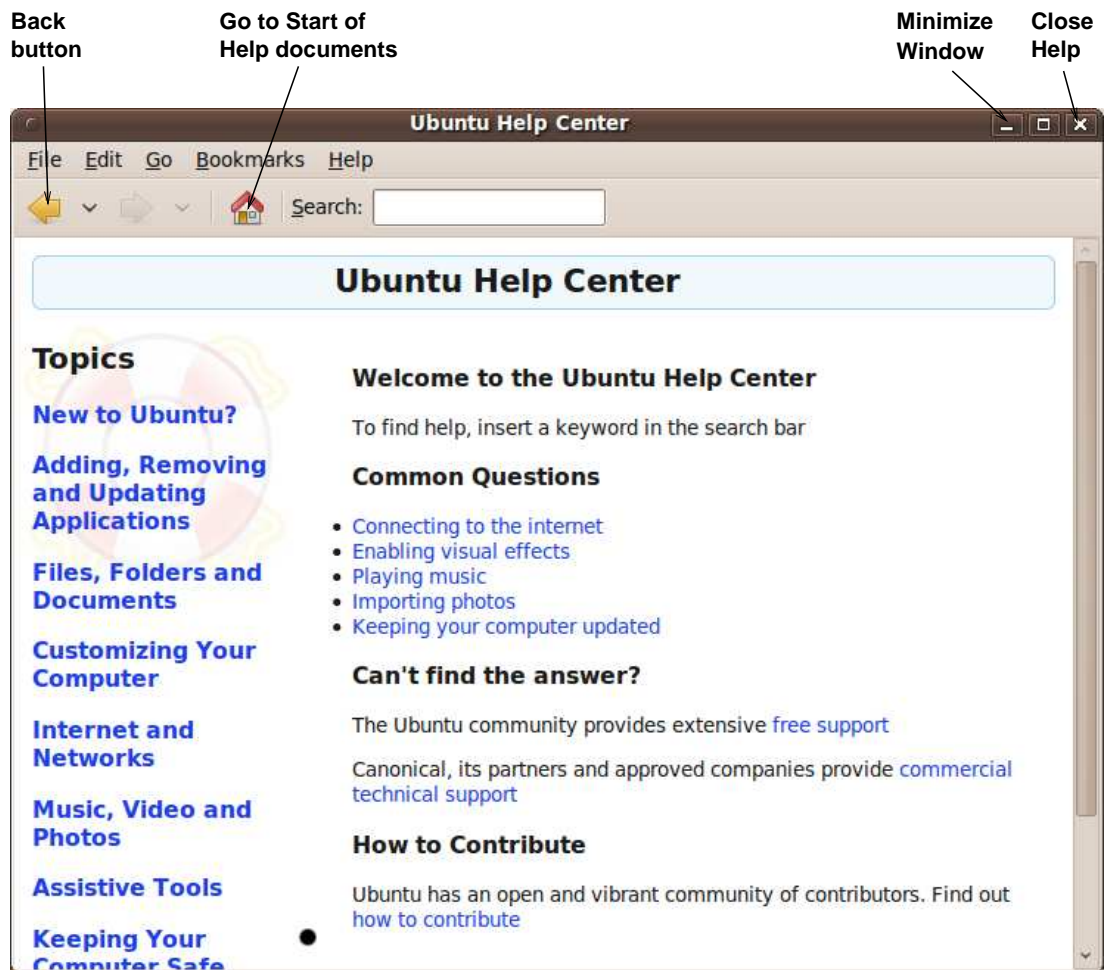 Back
button
Go to Start of
Help documents
Minimize
Window
Close
Help
Ubuntu Help Center
File Edit Go Bookmarks Help
Search:
Ubuntu Help Center
Topics
New to Ubuntu?
Adding, Removing
and Updating
Applications
Files, Folders and
Documents
Customizing Your
Computer
Internet and
Networks
Music, Video and
Photos
Assistive Tools
Keeping Your
Computer Safe
Welcome to the Ubuntu Help Center
To find help, insert a keyword in the search bar
Common Questions
• Connecting to the internet
• Enabling visual effects
• Playing music
• Importing photos
• Keeping your computer updated
Can't find the answer?
The Ubuntu community provides extensive free support
Canonical, its partners and approved companies provide commercial
technical support
How to Contribute
Ubuntu has an open and vibrant community of contributors. Find out
how to contribute